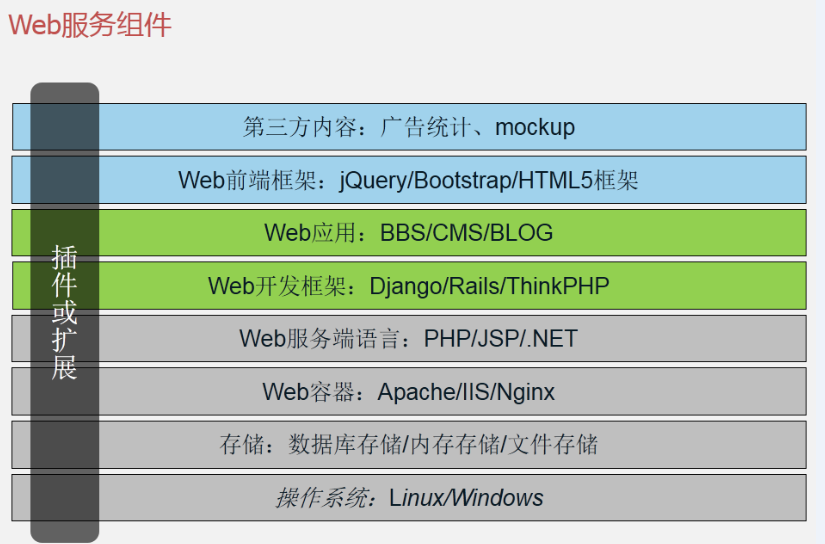 Web服务组件
第三方内容：广告统计、mockup
Web前端框架：jQuery/Bootstrap/HTML5框架
Web应用：BBS/CMS/BLOG
Web开发框架：Django/Rails/ThinkPHP
Web服务端语言：PHP/JSP/.NET
Web容器：Apache/IIS/Nginx
存储：数据库存储/内存存储/文件存储
操作系统：Linux/Windows
插件或扩展